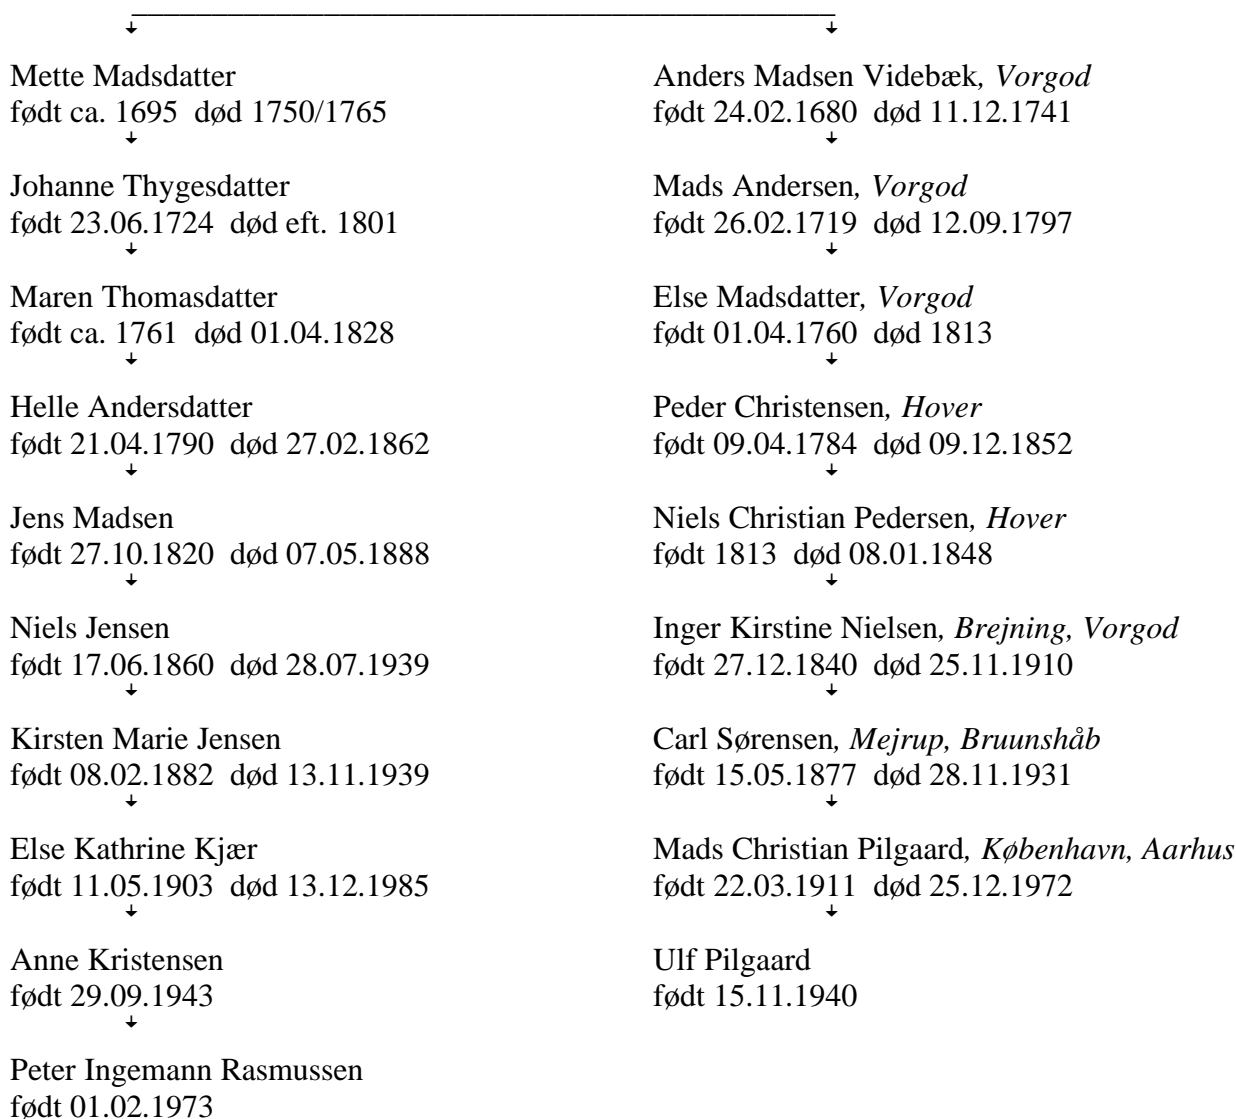 Mette Madsdatter
født ca. 1695 død 1750/1765
Johanne Thygesdatter
født 23.06.1724 død eft. 1801
Maren Thomasdatter
født ca. 1761 død 01.04.1828
Helle Andersdatter
født 21.04.1790 død 27.02.1862
Jens Madsen
født 27.10.1820 død 07.05.1888
Niels Jensen
født 17.06.1860 død 28.07.1939
Kirsten Marie Jensen
født 08.02.1882 død 13.11.1939
Else Kathrine Kjær
født 11.05.1903 død 13.12.1985
Anne Kristensen
født 29.09.1943
Peter Ingemann Rasmussen
født 01.02.1973
Anders Madsen Videbæk, Vorgod
født 24.02.1680 død 11.12.1741
Mads Andersen, Vorgod
født 26.02.1719 død 12.09.1797
Else Madsdatter, Vorgod
født 01.04.1760 død 1813
Peder Christensen, Hover
født 09.04.1784 død 09.12.1852
Niels Christian Pedersen, Hover
født 1813 død 08.01.1848
Inger Kirstine Nielsen, Brejning, Vorgod
født 27.12.1840 død 25.11.1910
Carl Sørensen, Mejrup, Bruunshåb
født 15.05.1877 død 28.11.1931
Mads Christian Pilgaard, København, Aarhus
født 22.03.1911 død 25.12.1972
Ulf Pilgaard
født 15.11.1940